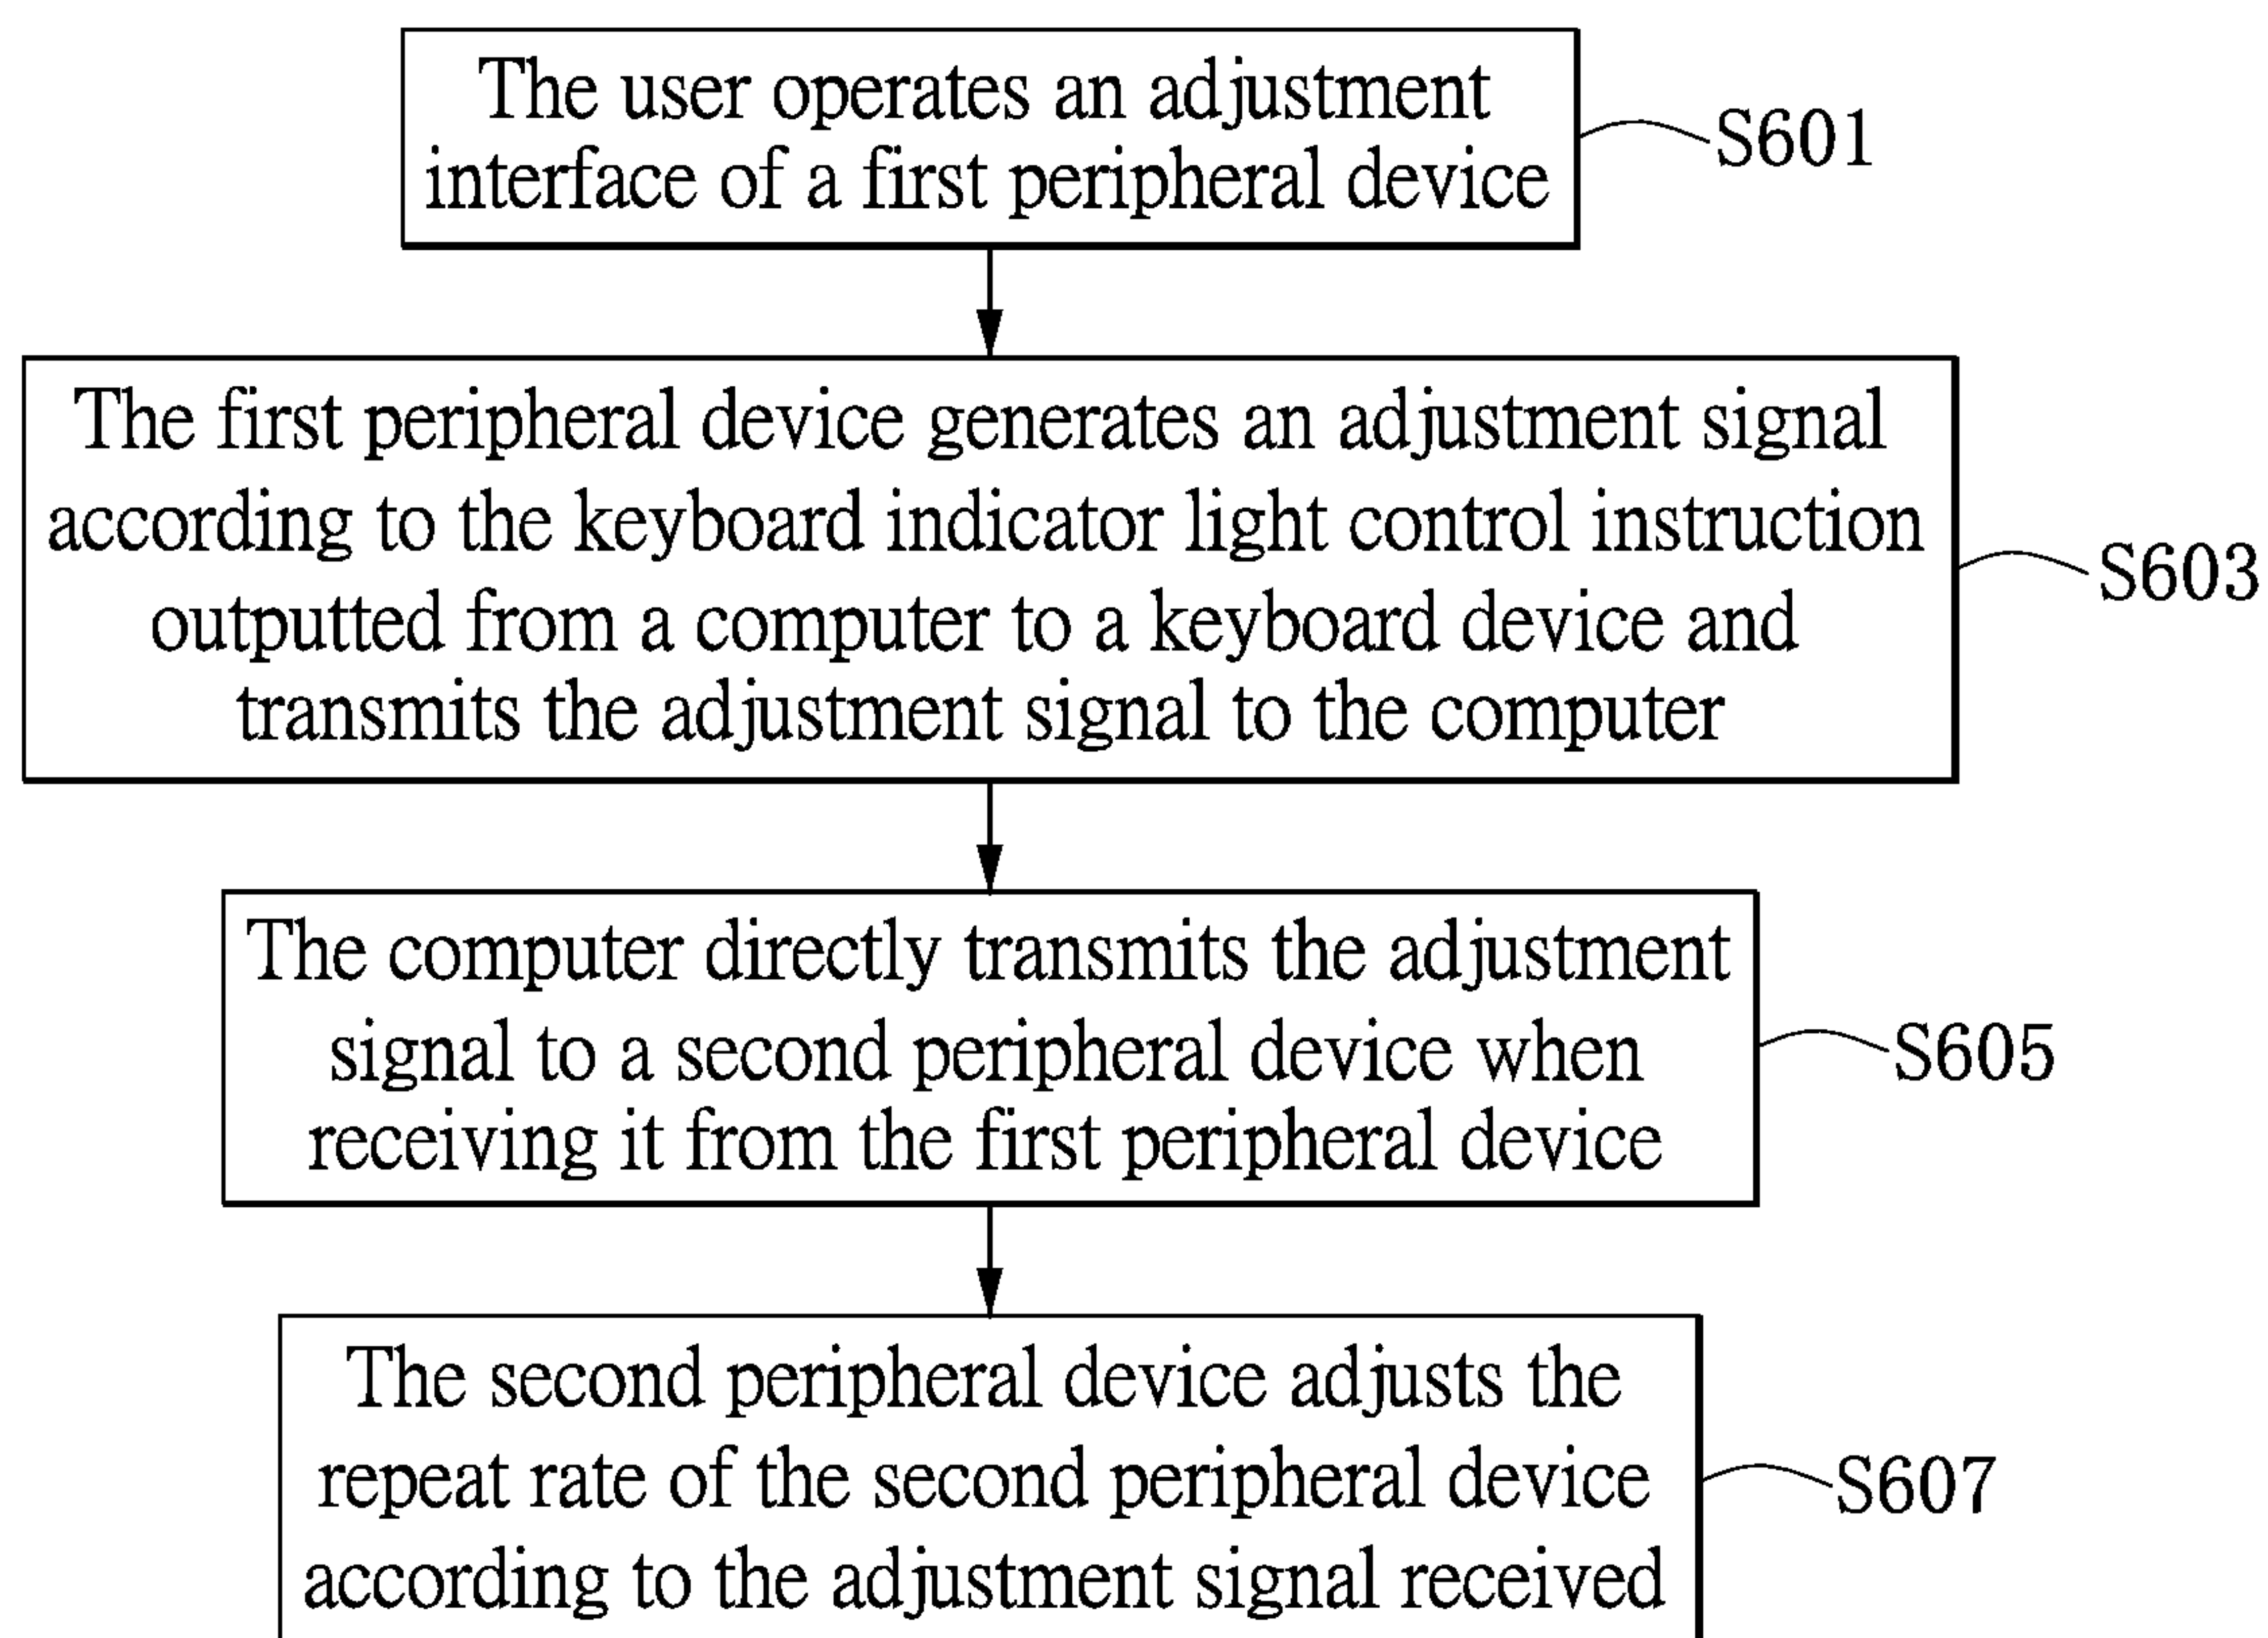 The user operates an adjustment
interface of a first peripheral device
S601
The first peripheral device generates an adjustment signal
according to the keyboard indicator light control instruction
outputted from a computer to a keyboard device and
transmits the adjustment signal to the computer
S603
The computer directly transmits the adjustment
signal to a second peripheral device when
receiving it from the first peripheral device
S605
The second peripheral device adjusts the
repeat rate of the second peripheral device
according to the adjustment signal received
S607